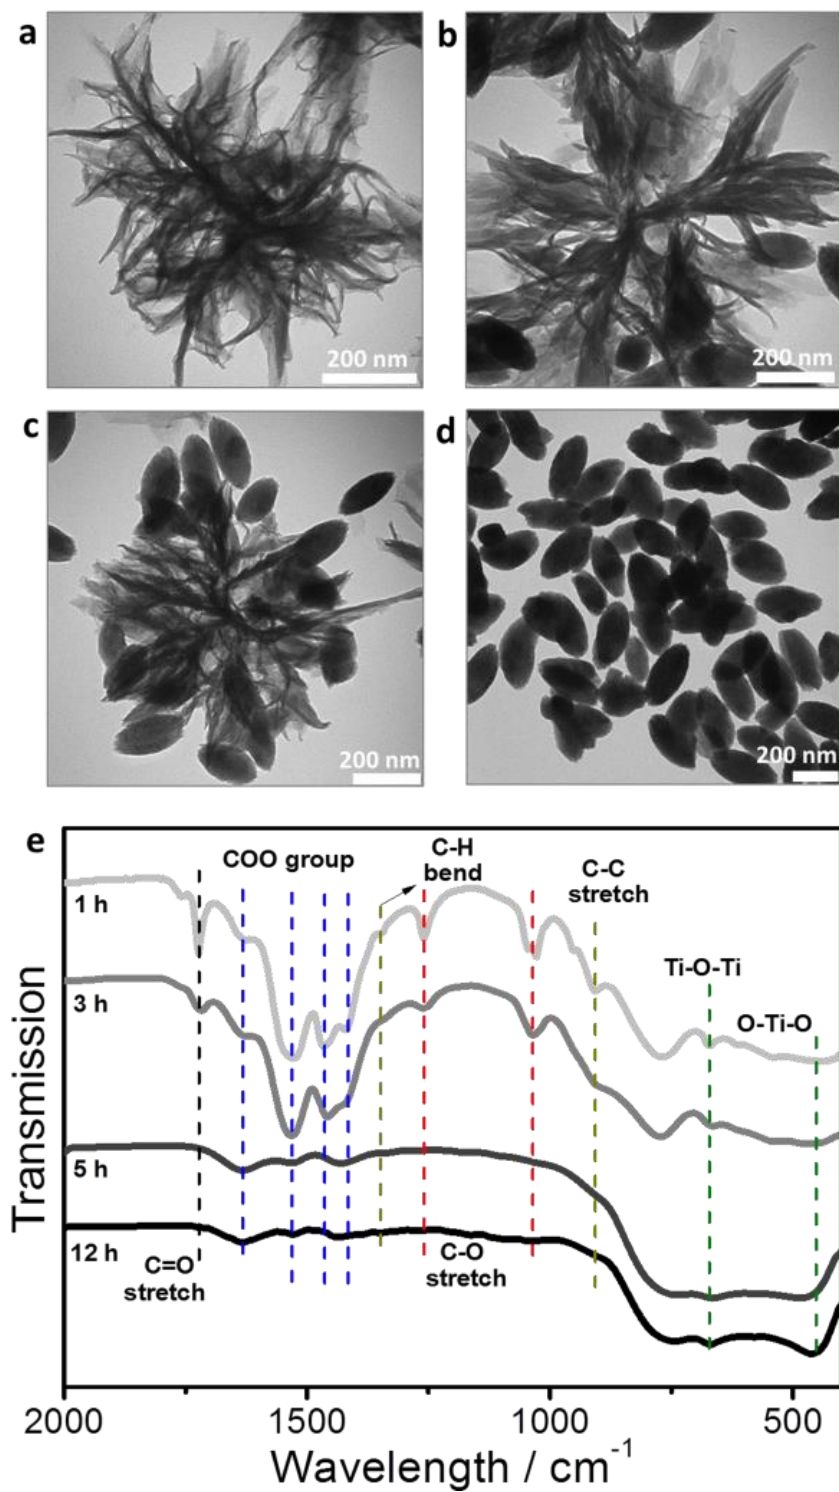 a
b
200 nm
200 nm
c
d
200 nm
200 nm
e
COO group
C-H
bend
C-C
stretch
1 h
Ti-O-Ti
3 h
O-Ti-O
5 h
12 h
C=O
stretch
C-O
stretch
Transmission
2000
1500
1000
500
Wavelength / cm⁻¹